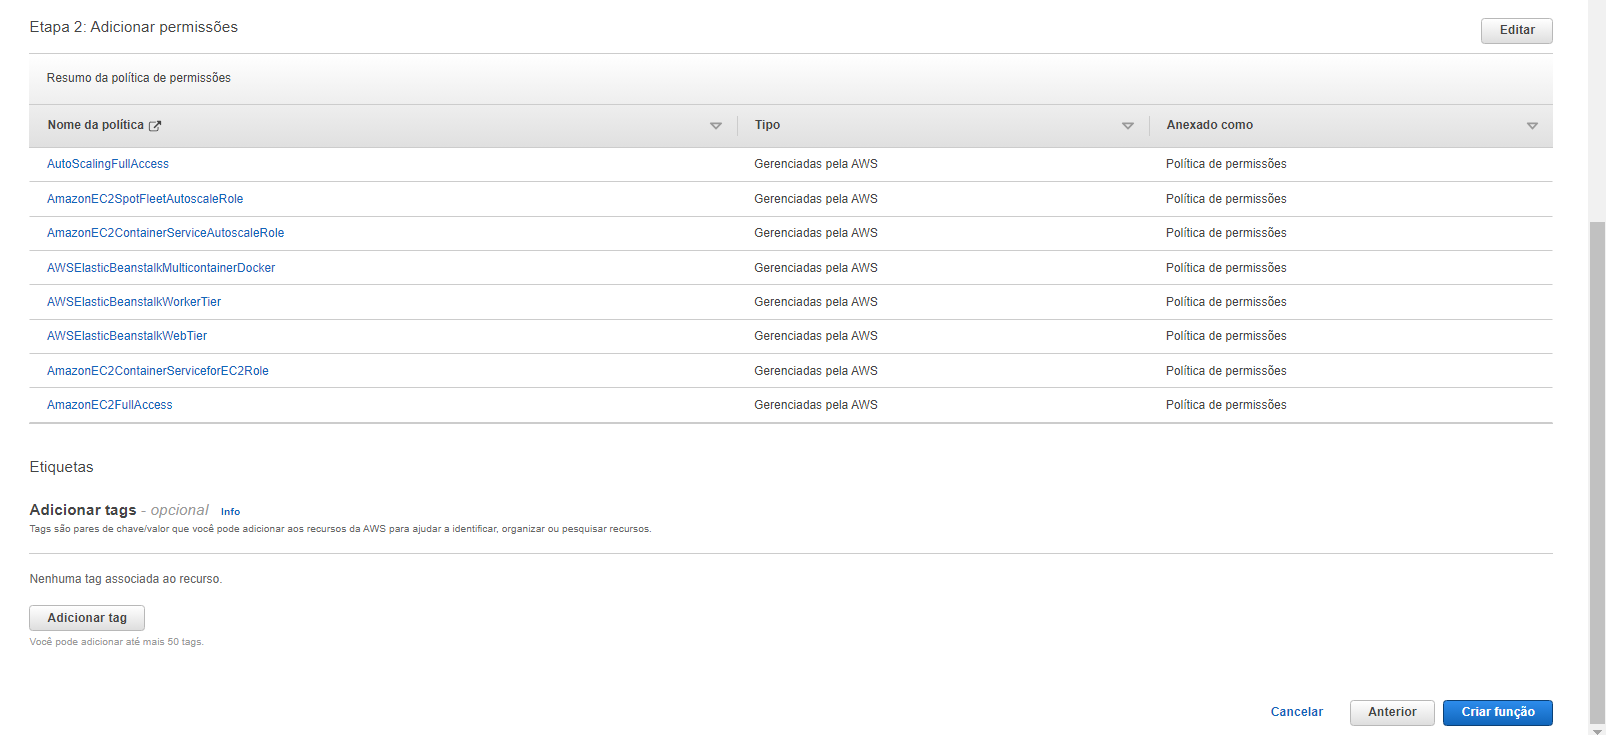 Etapa 2: Adicionar permissões
Editar
Resumo da política de permissões
Nome da política Tipo Anexado como
AutoScalingFullAccess Gerenciadas pela AWS Política de permissões
AmazonEC2SpotFleetAutoscaleRole Gerenciadas pela AWS Política de permissões
AmazonEC2ContainerServiceAutoscaleRole Gerenciadas pela AWS Política de permissões
AWSElasticBeanstalkMulticontainerDocker Gerenciadas pela AWS Política de permissões
AWSElasticBeanstalkWorkerTier Gerenciadas pela AWS Política de permissões
AWSElasticBeanstalkWebTier Gerenciadas pela AWS Política de permissões
AmazonEC2ContainerServiceforEC2Role Gerenciadas pela AWS Política de permissões
AmazonEC2FullAccess Gerenciadas pela AWS Política de permissões
Etiquetas
Adicionar tags - opcional Info
Tags são pares de chave/valor que você pode adicionar aos recursos da AWS para ajudar a identificar, organizar ou pesquisar recursos.
Nenhuma tag associada ao recurso.
Adicionar tag
Você pode adicionar até mais 50 tags.
Cancelar Anterior Criar função